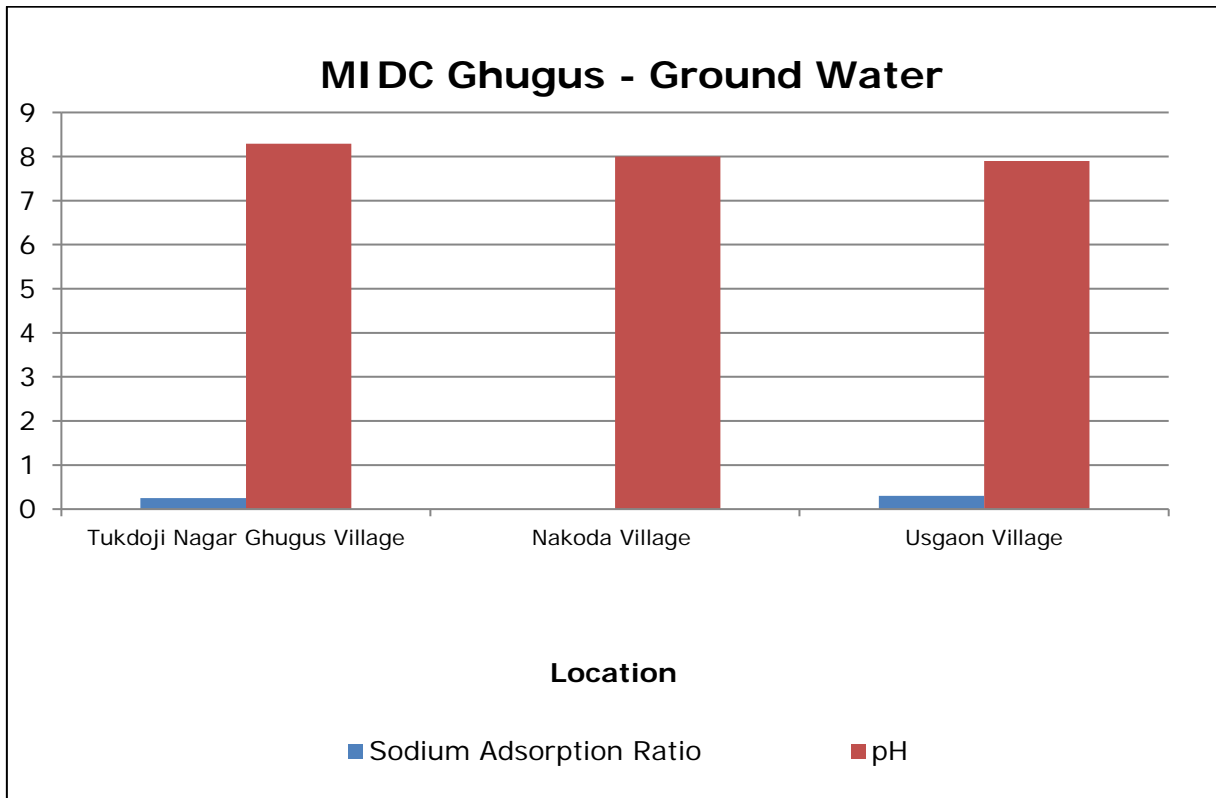 MIDC Ghugus - Ground Water
9
8
7
6
5
4
3
2
1
0
Tukdoji Nagar Ghugus Village Nakoda Village Usgaon Village
Location
Sodium Adsorption Ratio pH